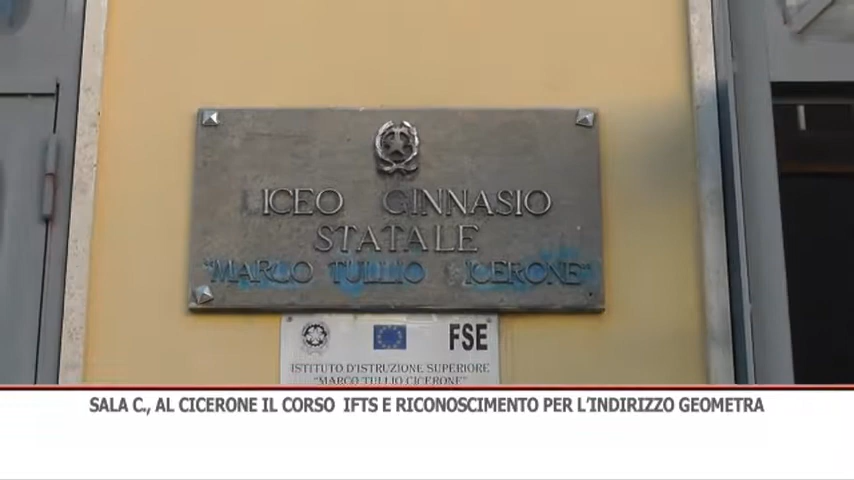 LICEO GINNASIO
STATALE
"MARCO TULLIO CICERONE"
FSE
ISTITUTO D'ISTRUZIONE SUPERIORE
"MARCO TULLIO CICERONE"
SALA C., AL CICERONE IL CORSO IFTS E RICONOSCIMENTO PER L'INDIRIZZO GEOMETRA